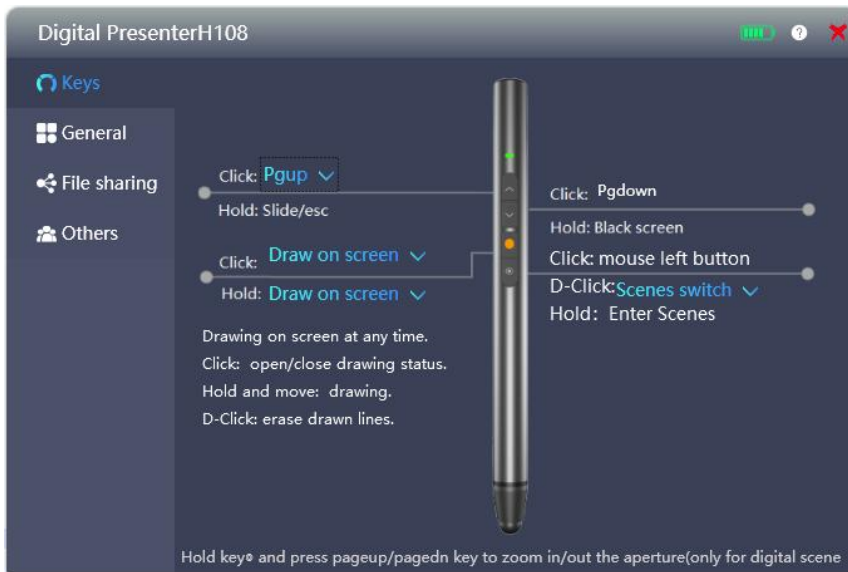 Digital PresenterH108
Keys
General
File sharing
Others
Click: Pgup
Hold: Slide/esc
Click: Draw on screen
Hold: Draw on screen
Drawing on screen at any time.
Click: open/close drawing status.
Hold and move: drawing.
D-Click: erase drawn lines.
Click: Pgdown
Hold: Black screen
Click: mouse left button
D-Click:Scenes switch
Hold: Enter Scenes
Hold key⊙ and press pageup/pagedn key to zoom in/out the aperture(only for digital scene